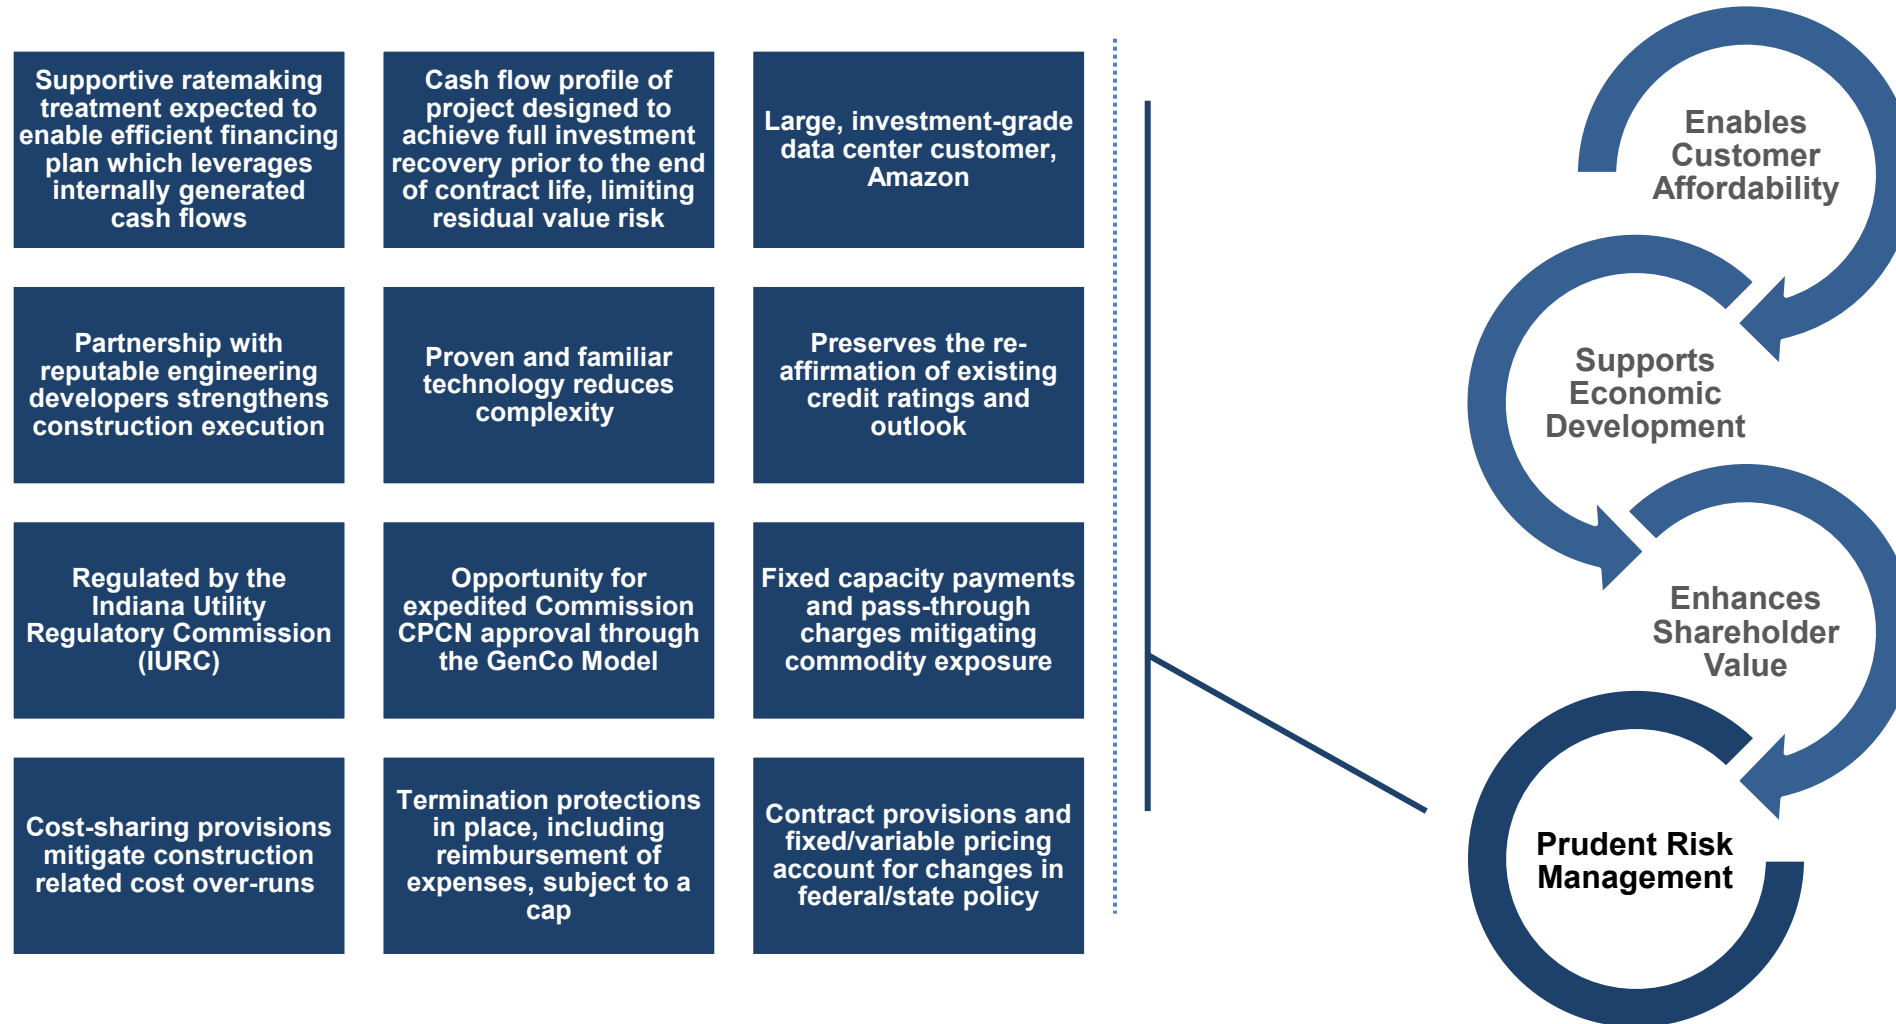 Supportive ratemaking
treatment expected to
enable efficient financing
plan which leverages
internally generated
cash flows
Cash flow profile of
project designed to
achieve full investment
recovery prior to the end
of contract life, limiting
residual value risk
Large, investment-grade
data center customer,
Amazon
Partnership with
reputable engineering
developers strengthens
construction execution
Proven and familiar
technology reduces
complexity
Preserves the re-
affirmation of existing
credit ratings and
outlook
Regulated by the
Indiana Utility
Regulatory Commission
(IURC)
Opportunity for
expedited Commission
CPCN approval through
the GenCo Model
Fixed capacity payments
and pass-through
charges mitigating
commodity exposure
Cost-sharing provisions
mitigate construction
related cost over-runs
Termination protections
in place, including
reimbursement of
expenses, subject to a
cap
Contract provisions and
fixed/variable pricing
account for changes in
federal/state policy
Enables
Customer
Affordability
Supports
Economic
Development
Enhances
Shareholder
Value
Prudent Risk
Management